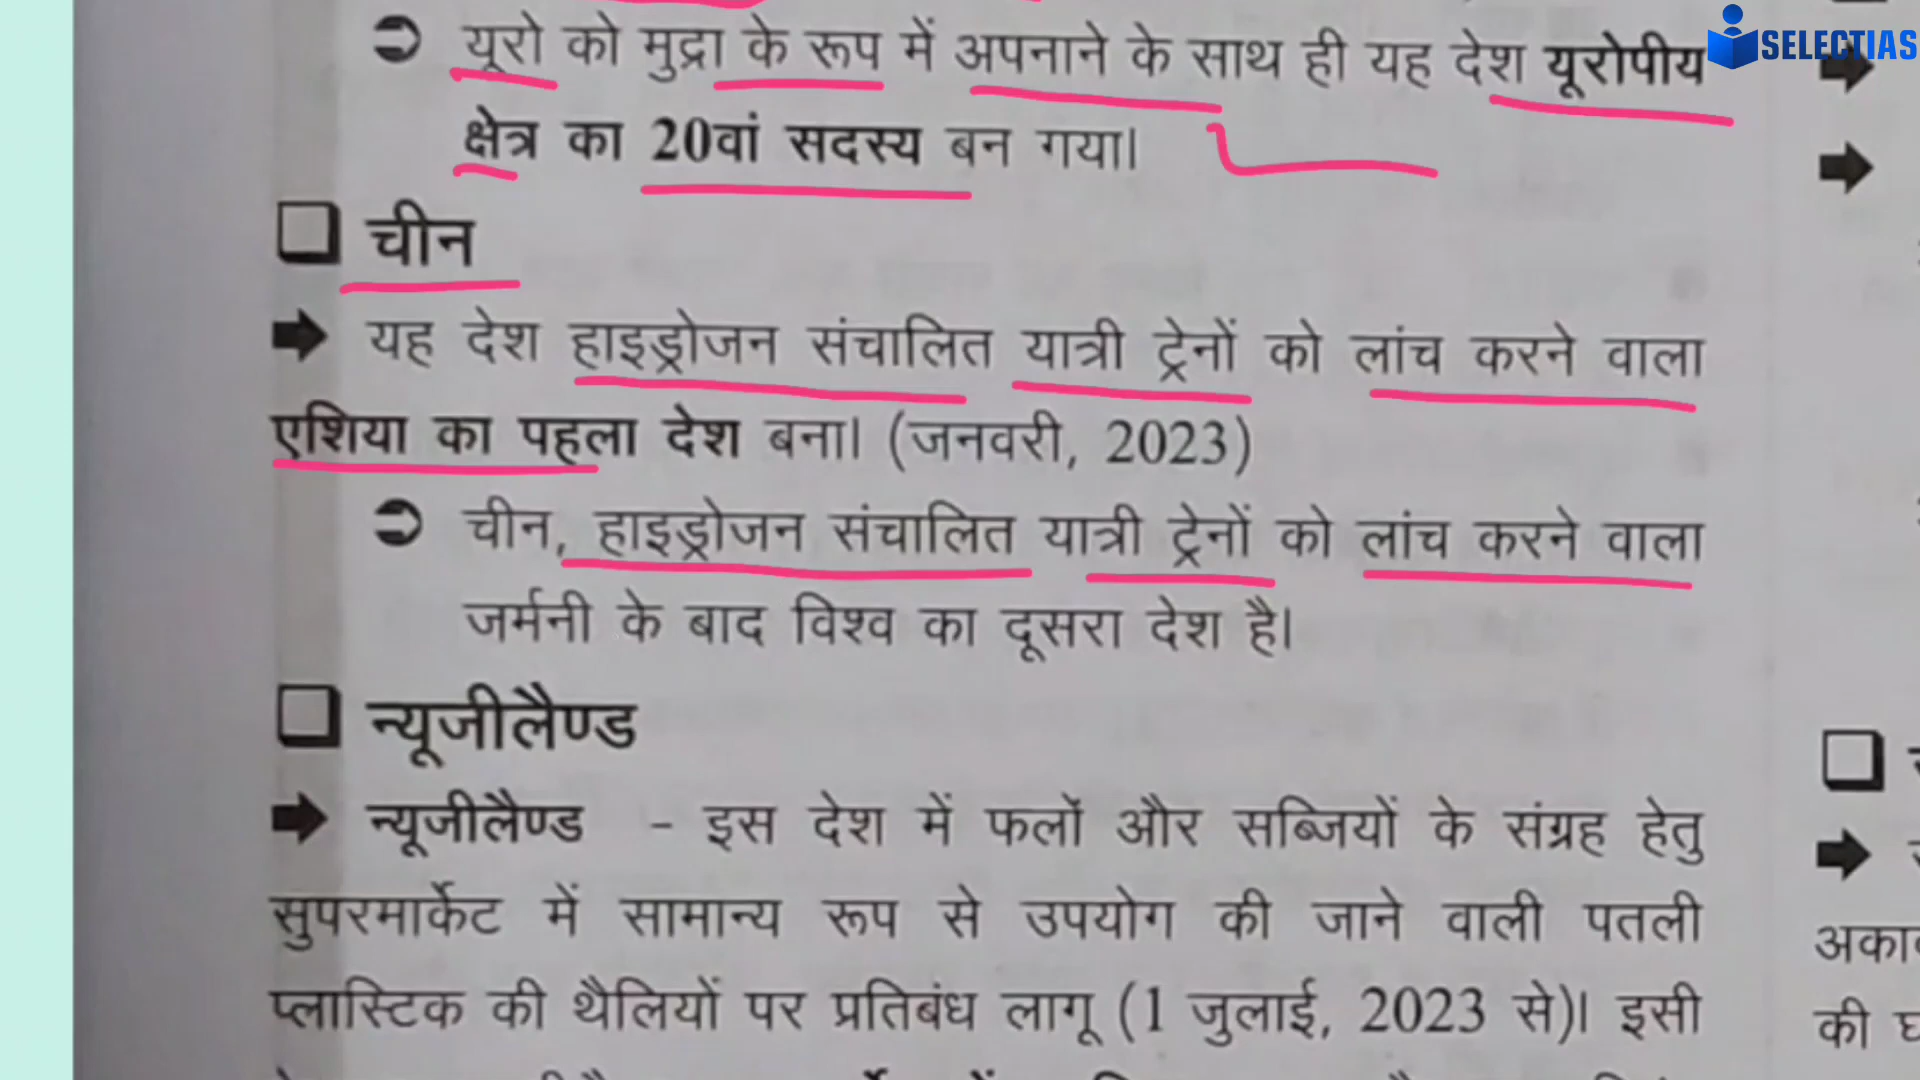 SELECTIAS
यूरो को मुद्रा के रूप में अपनाने के साथ ही यह देश यूरोपीय
क्षेत्र का 20वां सदस्य बन गया।
चीन
यह देश हाइड्रोजन संचालित यात्री ट्रेनों को लांच करने वाला
एशिया का पहला देश बना। (जनवरी, 2023)
चीन, हाइड्रोजन संचालित यात्री ट्रेनों को लांच करने वाला
जर्मनी के बाद विश्व का दूसरा देश है।
न्यूजीलैण्ड
न्यूजीलैण्ड - इस देश में फलों और सब्जियों के संग्रह हेतु
सुपरमार्केट में सामान्य रूप से उपयोग की जाने वाली पतली
प्लास्टिक की थैलियों पर प्रतिबंध लागू (1 जुलाई, 2023 से)। इसी
की